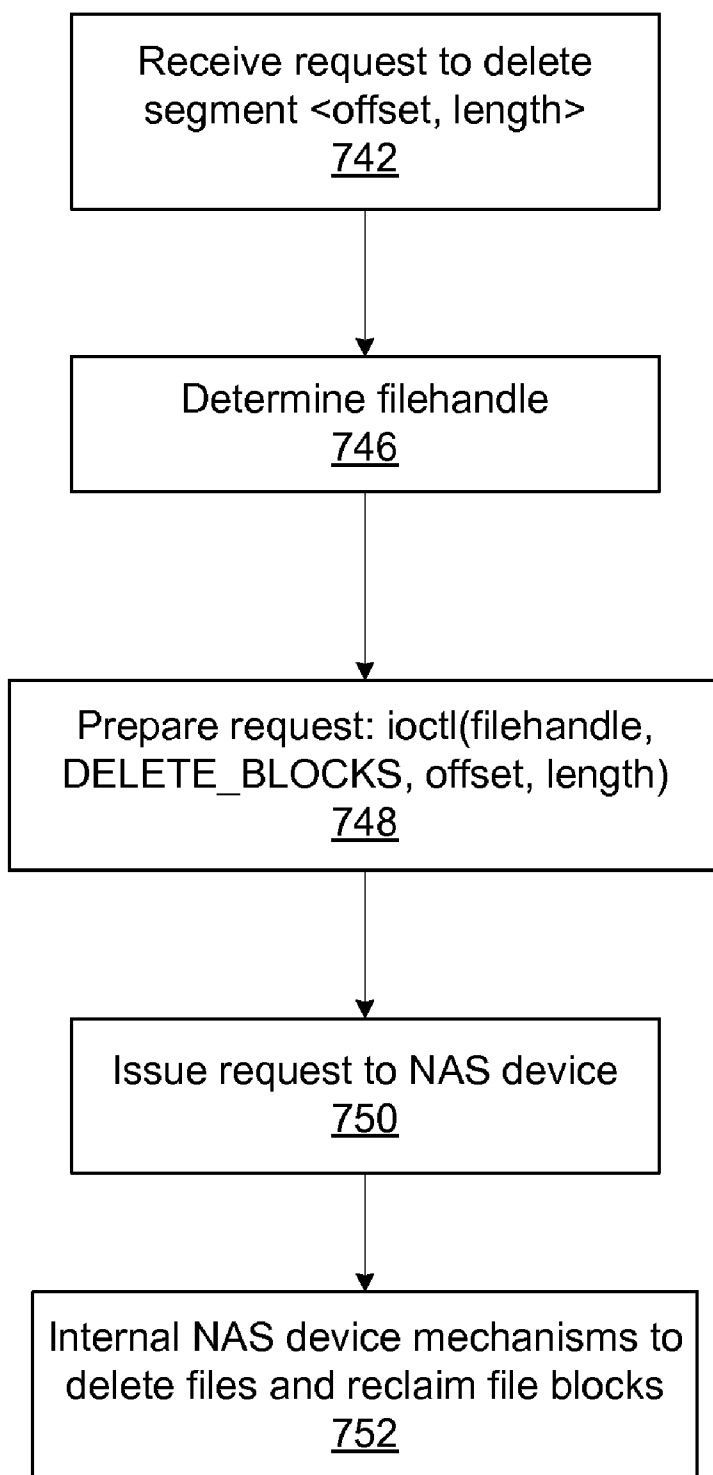 Receive request to delete
segment <offset, length>
742
Determine filehandle
746
Prepare request: ioctl(filehandle,
DELETE_BLOCKS, offset, length)
748
Issue request to NAS device
750
Internal NAS device mechanisms to
delete files and reclaim file blocks
752